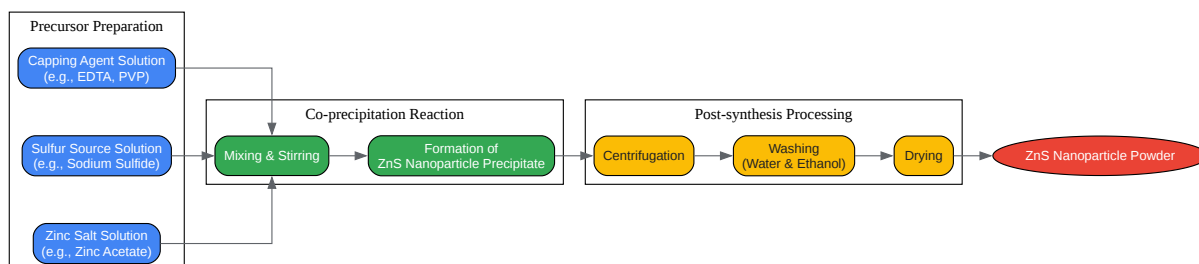 Precursor Preparation
Capping Agent Solution
(e.g., EDTA, PVP)
Sulfur Source Solution
(e.g., Sodium Sulfide)
Zinc Salt Solution
(e.g., Zinc Acetate)
Co-precipitation Reaction
Mixing & Stirring
Formation of
ZnS Nanoparticle Precipitate
Post-synthesis Processing
Centrifugation
Washing
(Water & Ethanol)
Drying
ZnS Nanoparticle Powder